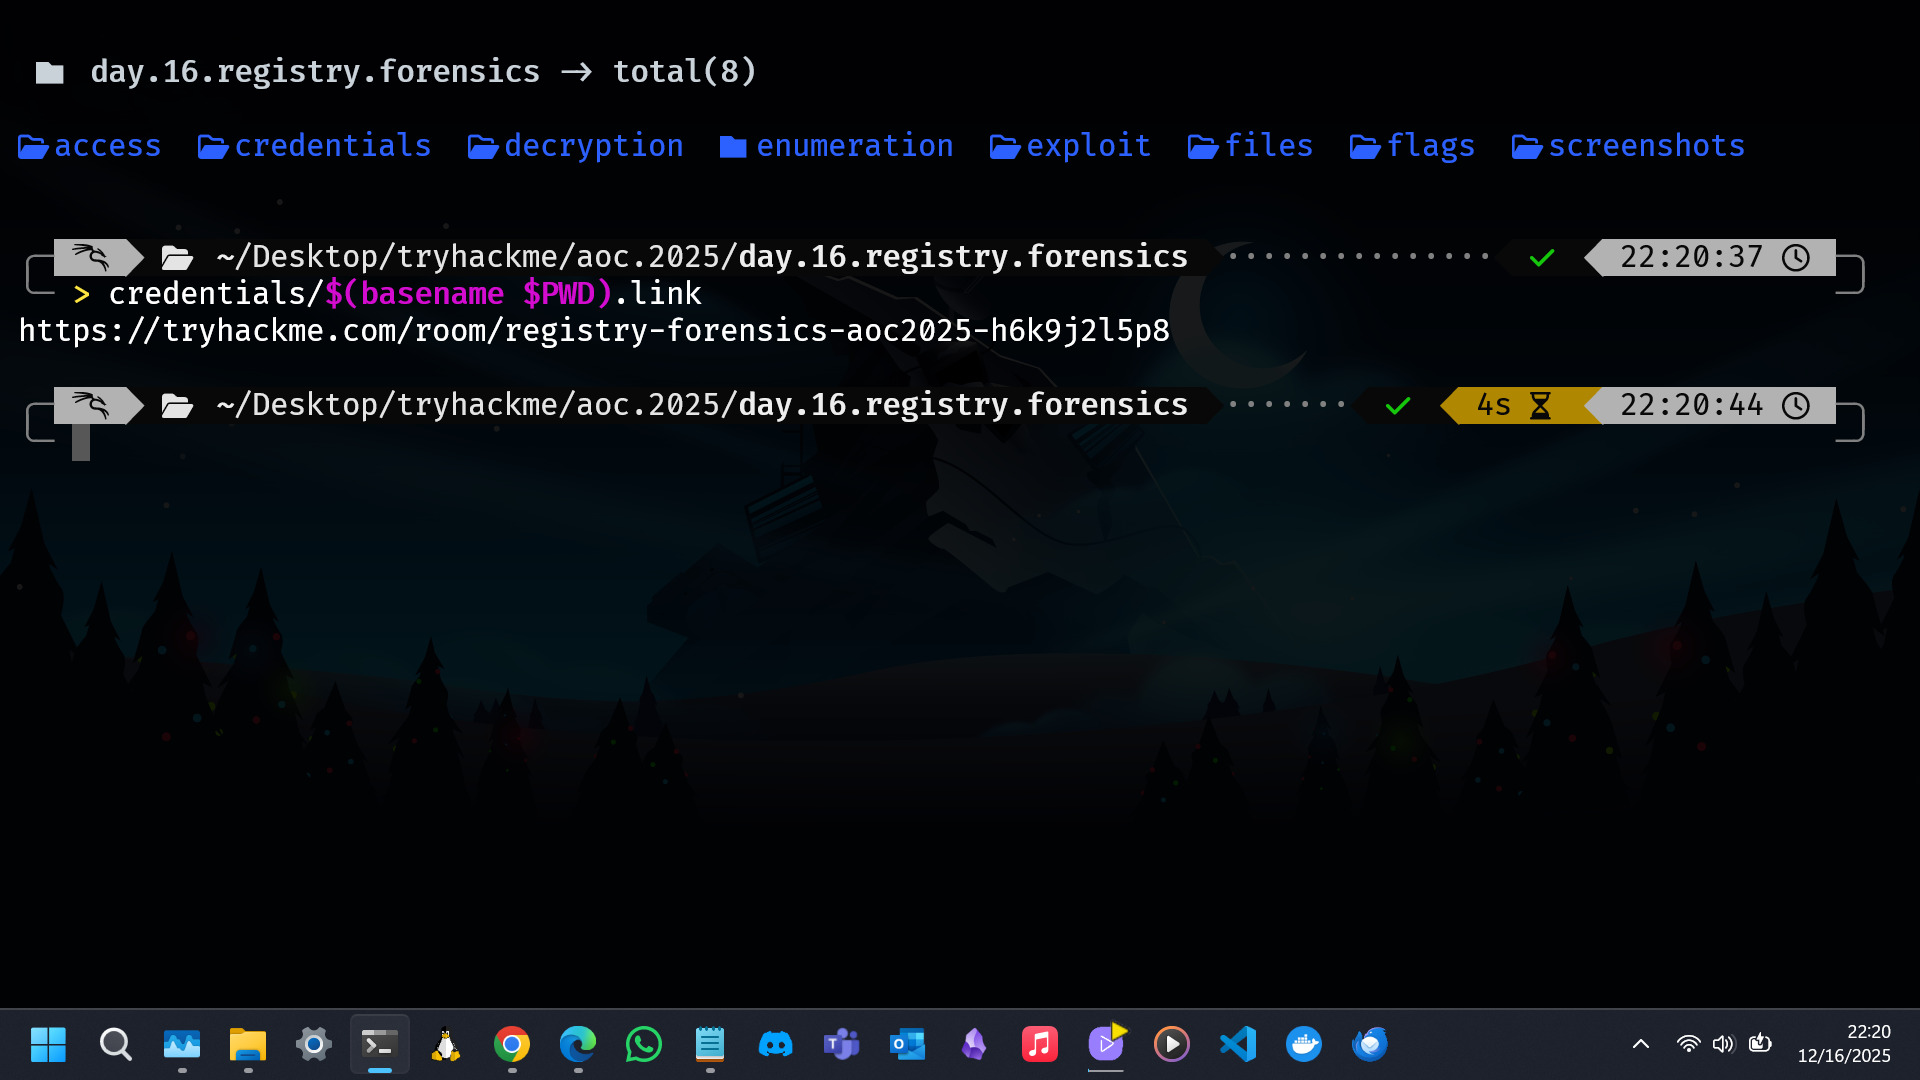 day.16.registry.forensics → total(8)
access credentials decryption enumeration exploit files flags screenshots
~/Desktop/tryhackme/aoc.2025/day.16.registry.forensics 22:20:37
> credentials/$(basename $PWD).link
https://tryhackme.com/room/registry-forensics-aoc2025-h6k9j2l5p8
~/Desktop/tryhackme/aoc.2025/day.16.registry.forensics 4s 22:20:44
22:20
12/16/2025